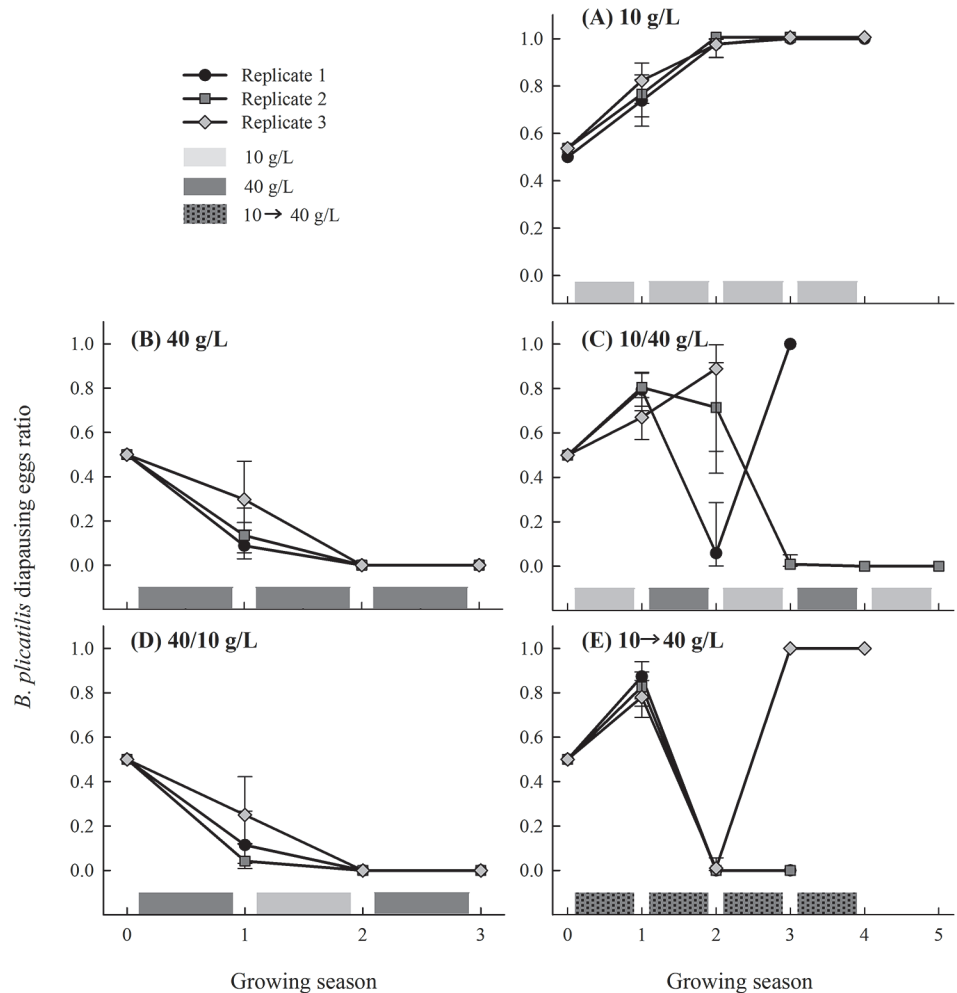 (A) 10 g/L
1.0
0.8
0.6
0.4
0.2
0.0
Replicate 1
Replicate 2
Replicate 3
10 g/L
40 g/L
10→ 40 g/L
B. plicatilis diapausing eggs ratio
(B) 40 g/L
1.0
0.8
0.6
0.4
0.2
0.0
(C) 10/40 g/L
1.0
0.8
0.6
0.4
0.2
0.0
(D) 40/10 g/L
1.0
0.8
0.6
0.4
0.2
0.0
0 1 2 3
Growing season
(E) 10→ 40 g/L
1.0
0.8
0.6
0.4
0.2
0.0
0 1 2 3 4 5
Growing season